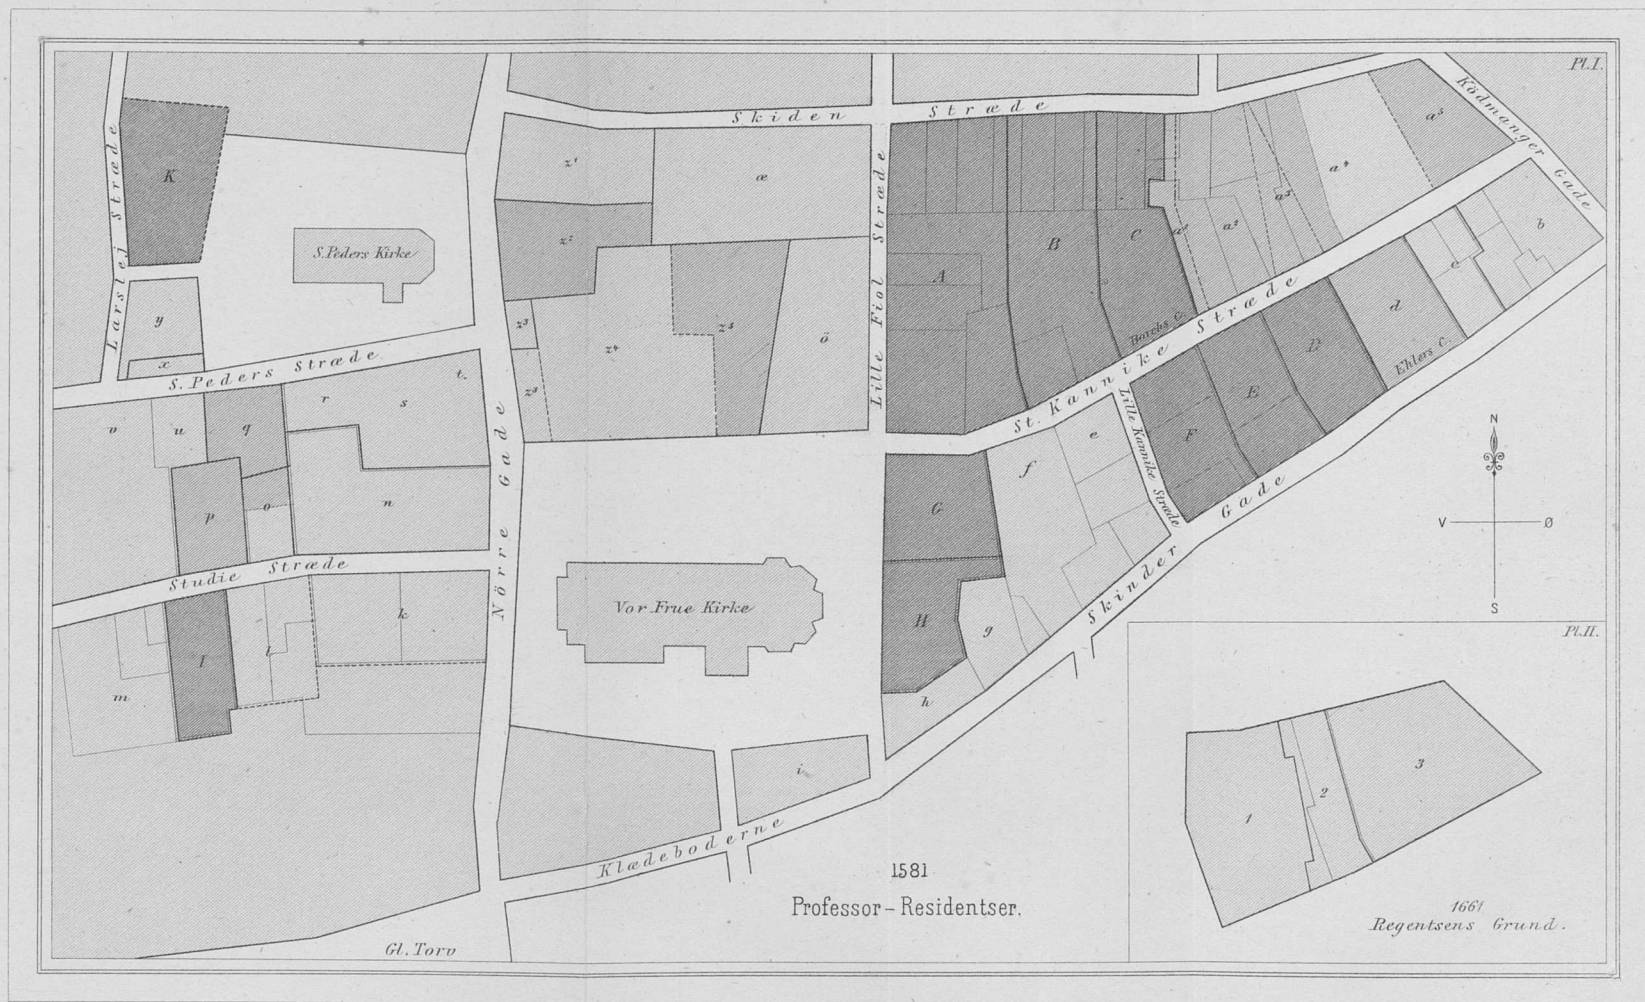 Pl.I.
Skiden Stræde
Ködmanger Gade
Larslej Stræde
K
S.Peders Kirke
y
x
S. Peders Stræde
z¹
æ
z²
z³
z⁴
z⁵
z³
ö
Lille Fiol Stræde
A
B
C
a¹
a²
a³
a⁴
a⁵
b
c
d
Borchs C.
Ehlers C.
St. Kannike Stræde
D
E
F
Lille Kannike Stræde
v
u
q
r
s
t.
p
o
n
Nörre Gade
Studie Stræde
m
I
l
k
Vor Frue Kirke
G
H
f
e
g
h
i
Skinder Gade
Klædeboderne
Gl. Torv
N
V
Ø
S
1581
Professor-Residentser.
Pl.II.
1
2
3
1661
Regentsens Grund.